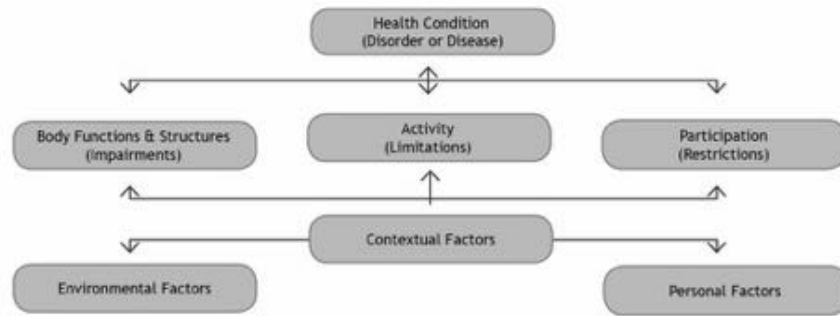 Health Condition
(Disorder or Disease)
Body Functions & Structures
(Impairments)
Activity
(Limitations)
Participation
(Restrictions)
Contextual Factors
Environmental Factors
Personal Factors